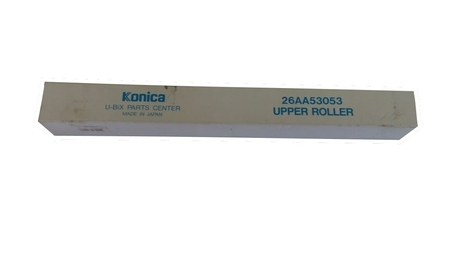 Konica
U-BIX PARTS CENTER
MADE IN JAPAN
26AA53053
UPPER ROLLER